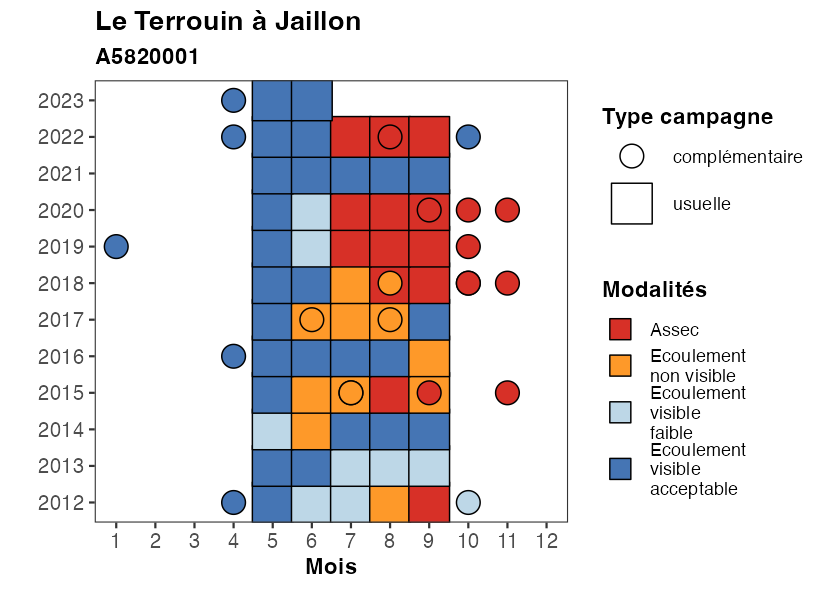 Le Terrouin à Jaillon
A5820001
2023
2022
2021
2020
2019
2018
2017
2016
2015
2014
2013
2012
1 2 3 4 5 6 7 8 9 10 11 12
Mois
Type campagne
complémentaire
usuelle
Modalités
Assec
Ecoulement
non visible
Ecoulement
visible
faible
Ecoulement
visible
acceptable